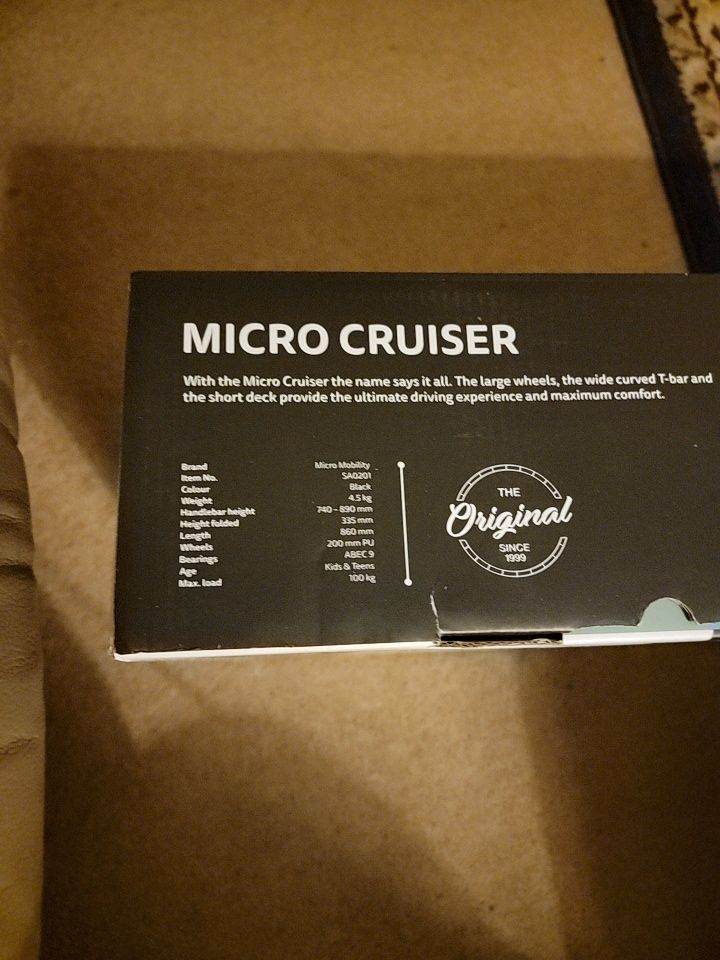 MICRO CRUISER
With the Micro Cruiser the name says it all. The large wheels, the wide curved T-bar and
the short deck provide the ultimate driving experience and maximum comfort.
Brand Micro Mobility
Item No. SA0201
Colour Black
Weight 4.5 kg
Handlebar height 740 – 890 mm
Height folded 335 mm
Length 860 mm
Wheels 200 mm PU
Bearings ABEC 9
Age Kids & Teens
Max. load 100 kg
THE
Original
SINCE
1999